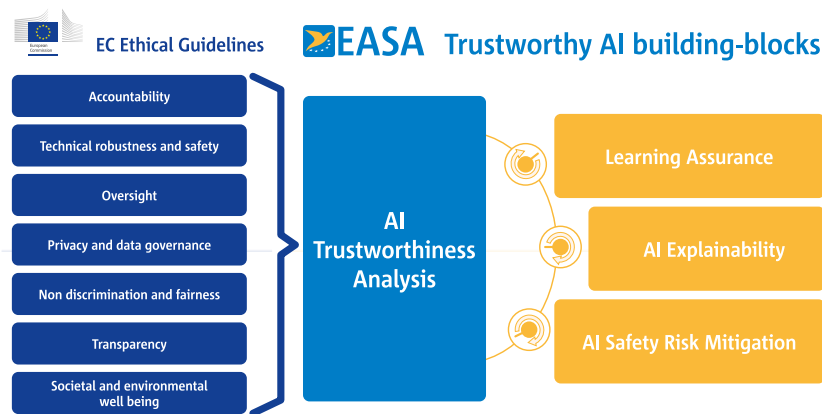 European
Commission
EC Ethical Guidelines
EASA
Trustworthy AI building-blocks
Accountability
Technical robustness and safety
Oversight
Privacy and data governance
Non discrimination and fairness
Transparency
Societal and environmental
well being
AI
Trustworthiness
Analysis
Learning Assurance
AI Explainability
AI Safety Risk Mitigation